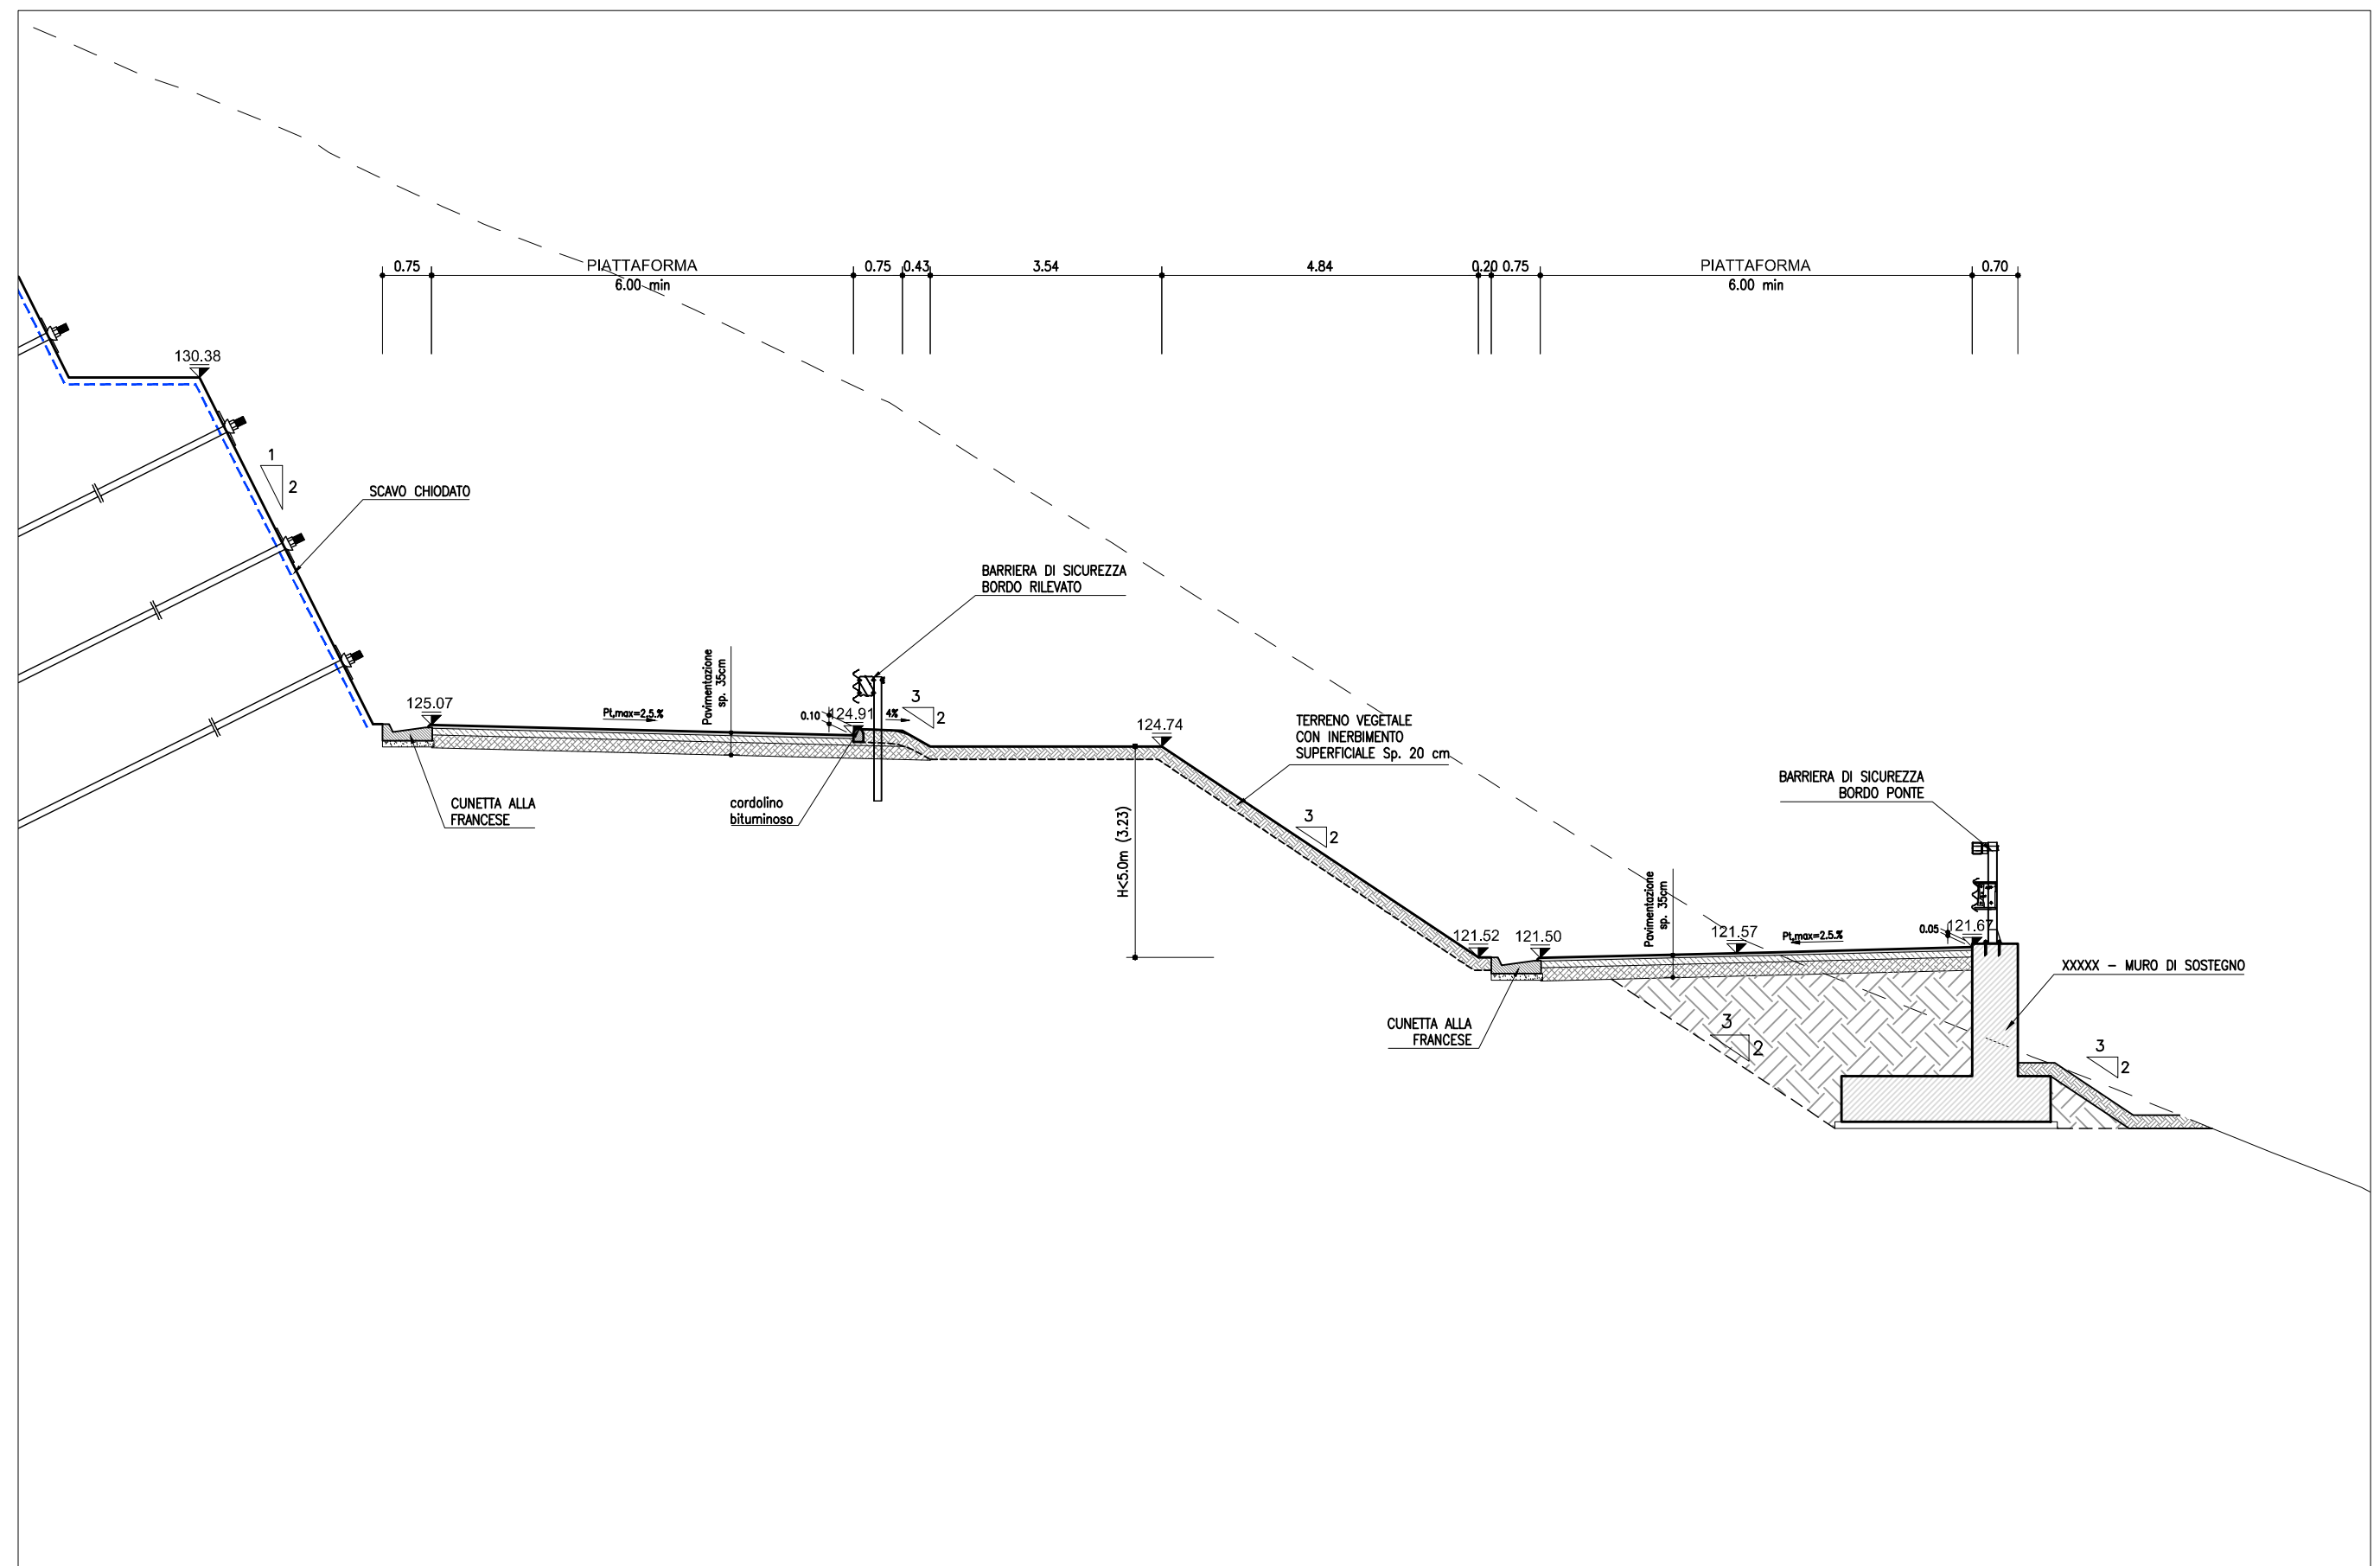 0.75
PIATTAFORMA
6.00 min
0.75
0.43
3.54
4.84
0.20
0.75
PIATTAFORMA
6.00 min
0.70
130.38
1
2
SCAVO CHIODATO
BARRIERA DI SICUREZZA
BORDO RILEVATO
125.07
Pt,max=2,5.%
Pavimentazione
sp. 35cm
0.10
124.91
4%
3
2
124.74
CUNETTA ALLA
FRANCESE
cordolino
bituminoso
H<5.0m (3.23)
TERRENO VEGETALE
CON INERBIMENTO
SUPERFICIALE Sp. 20 cm
3
2
BARRIERA DI SICUREZZA
BORDO PONTE
121.52
121.50
Pavimentazione
sp. 35cm
121.57
Pt,max=2,5.%
0.05
121.67
XXXXX - MURO DI SOSTEGNO
CUNETTA ALLA
FRANCESE
3
2
3
2